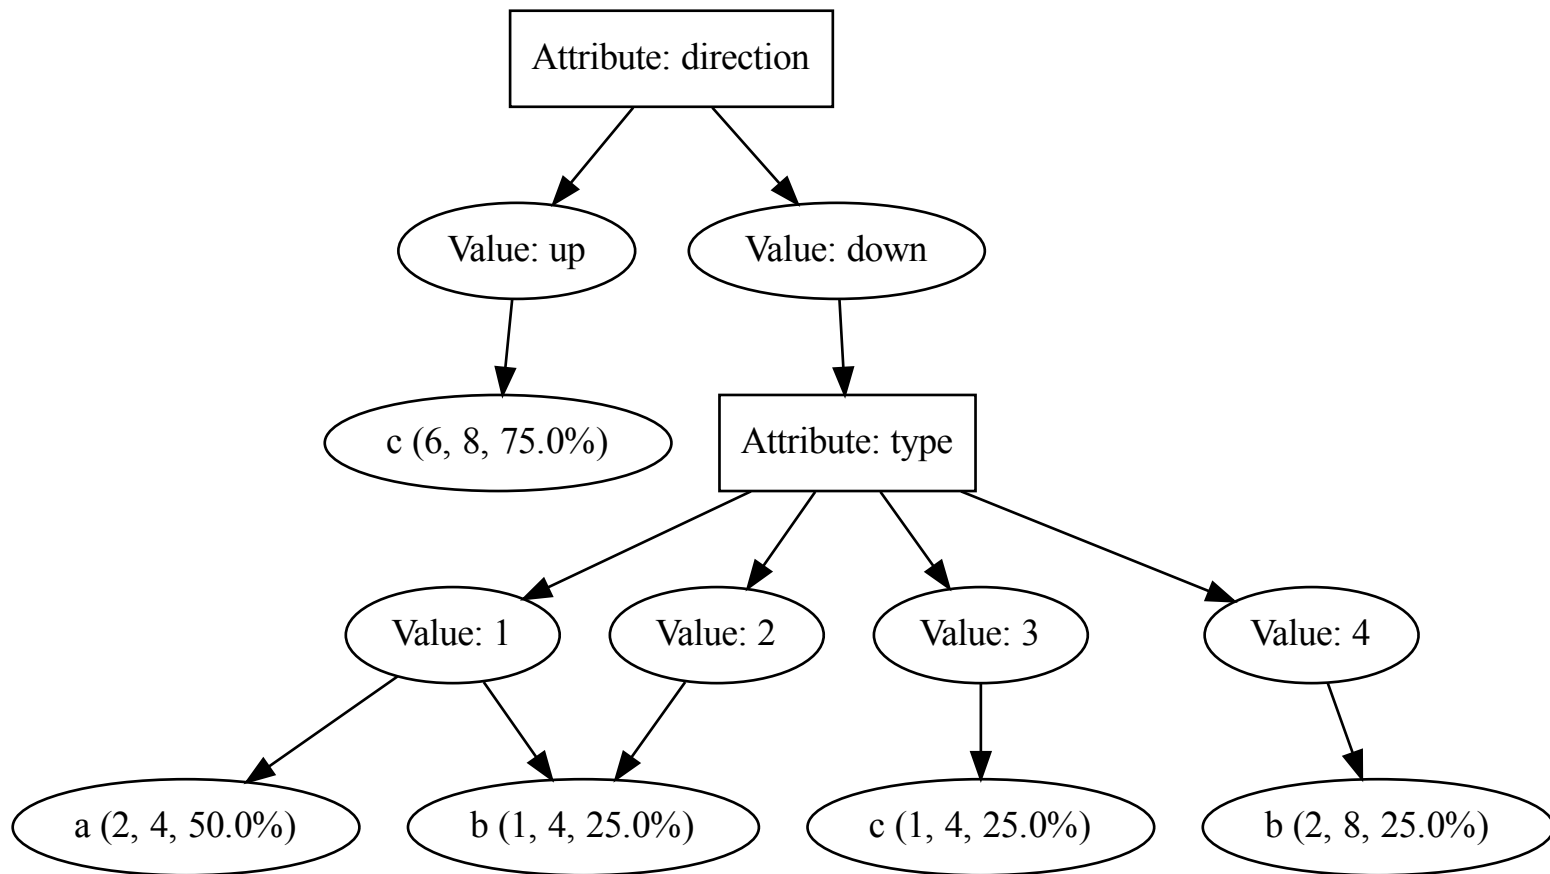 Attribute: direction
Value: up
Value: down
c (6, 8, 75.0%)
Attribute: type
Value: 1
Value: 2
Value: 3
Value: 4
a (2, 4, 50.0%)
b (1, 4, 25.0%)
c (1, 4, 25.0%)
b (2, 8, 25.0%)